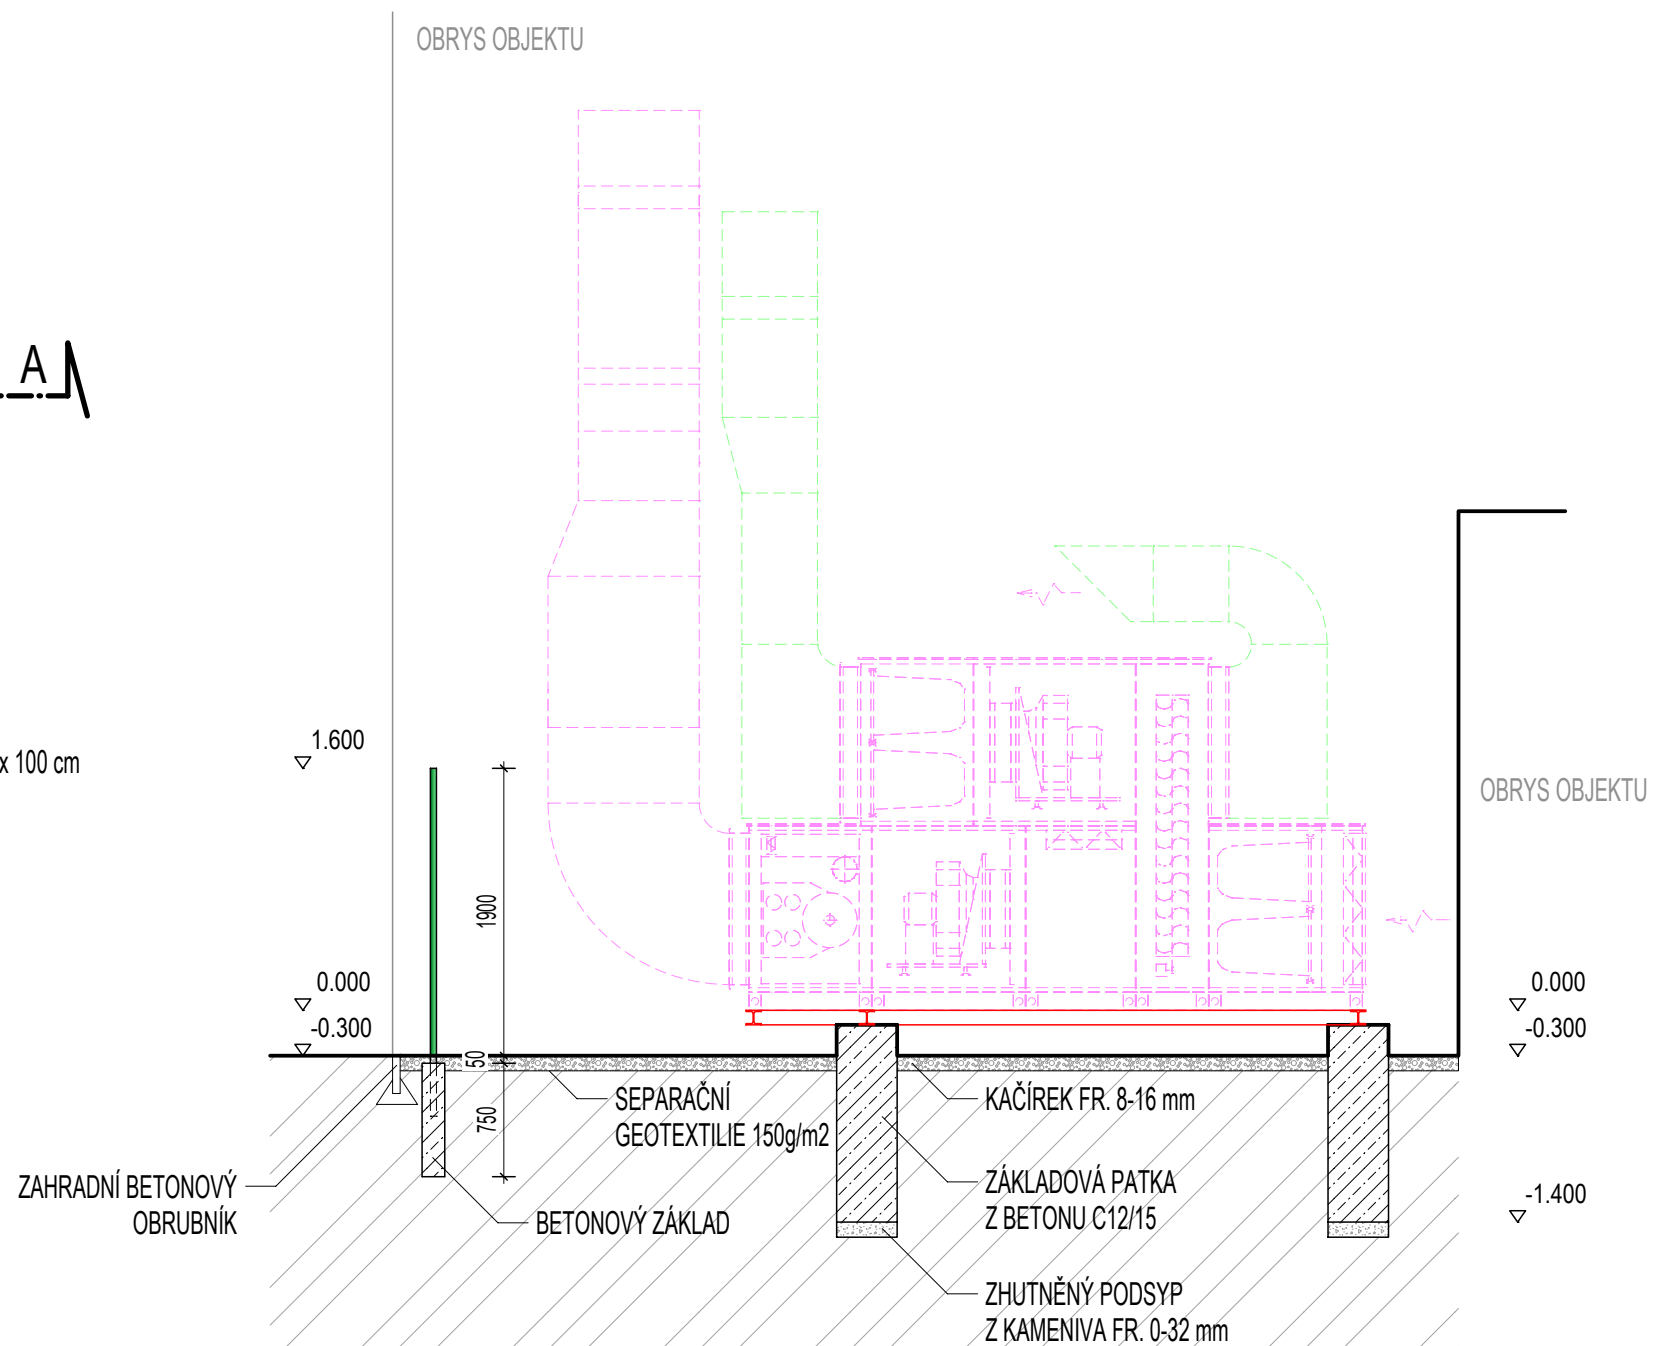 OBRYS OBJEKTU
A
1.600
x 100 cm
OBRYS OBJEKTU
1900
0.000
-0.300
0.000
-0.300
50
750
SEPARAČNÍ
GEOTEXTILIE 150g/m2
KAČÍREK FR. 8-16 mm
ZAHRADNÍ BETONOVÝ
OBRUBNÍK
BETONOVÝ ZÁKLAD
ZÁKLADOVÁ PATKA
Z BETONU C12/15
-1.400
ZHUTNĚNÝ PODSYP
Z KAMENIVA FR. 0-32 mm